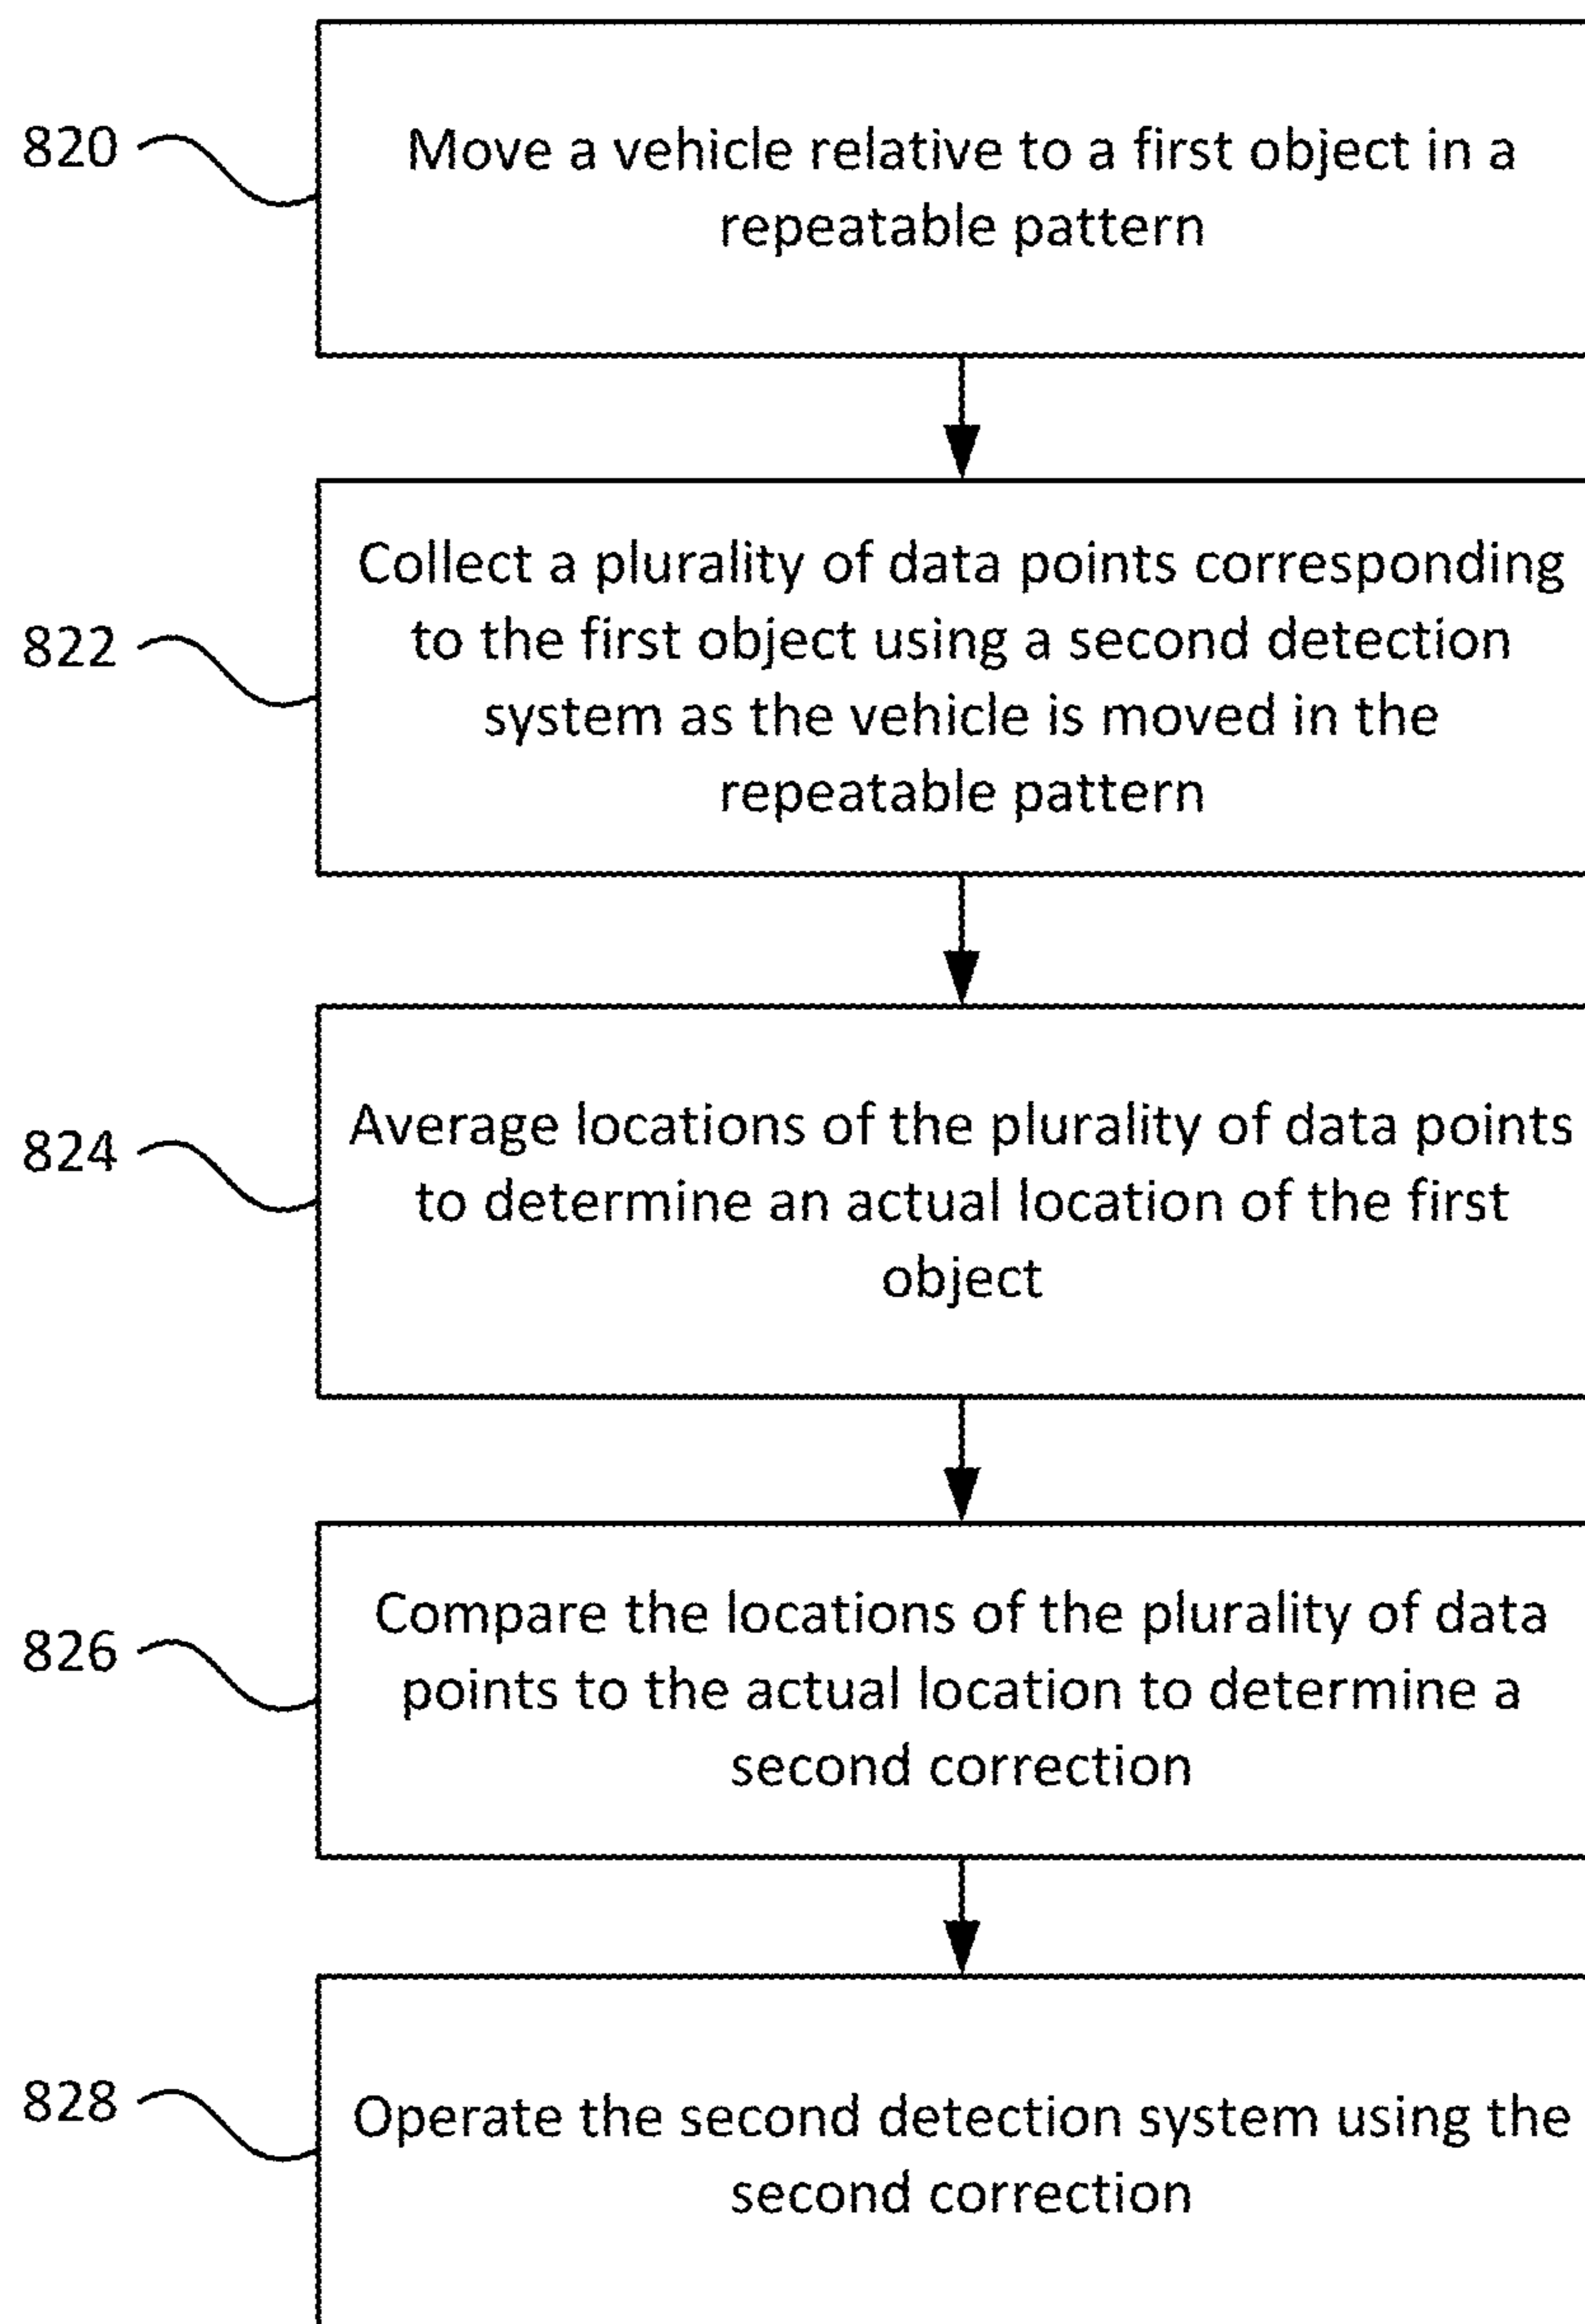 820
Move a vehicle relative to a first object in a
repeatable pattern
822
Collect a plurality of data points corresponding
to the first object using a second detection
system as the vehicle is moved in the
repeatable pattern
824
Average locations of the plurality of data points
to determine an actual location of the first
object
826
Compare the locations of the plurality of data
points to the actual location to determine a
second correction
828
Operate the second detection system using the
second correction